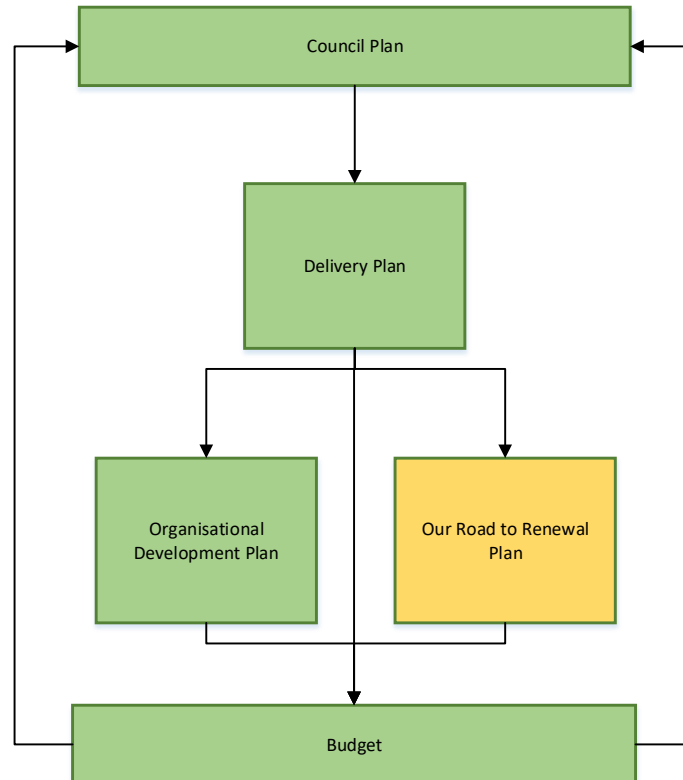 Council Plan
Delivery Plan
Organisational
Development Plan
Our Road to Renewal
Plan
Budget